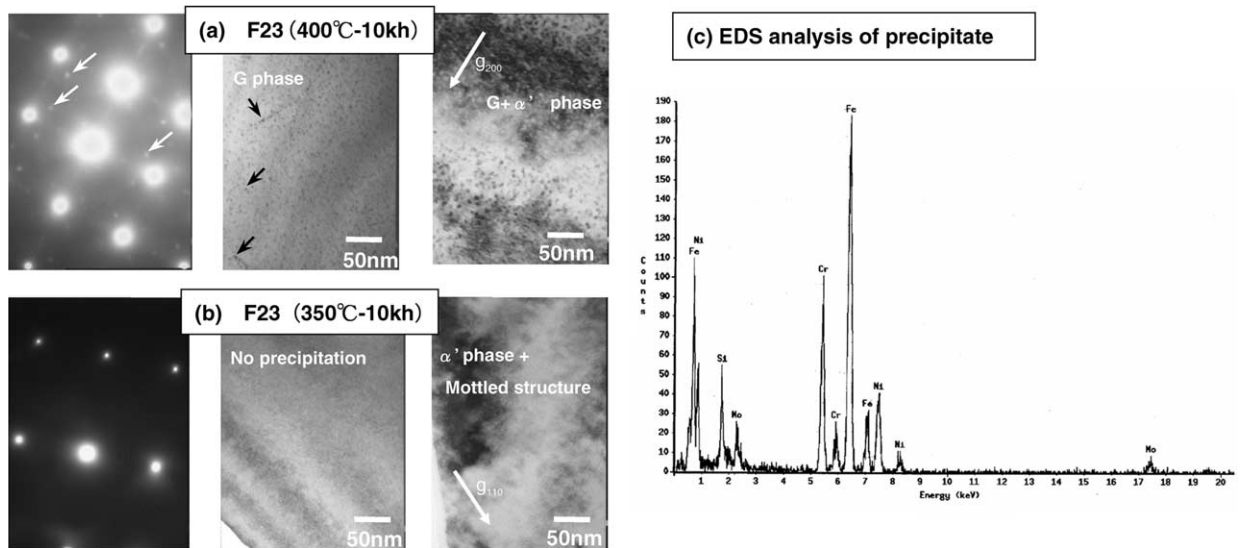 (a) F23 (400℃-10kh)
G phase
50nm
g200
G+α' phase
50nm
(b) F23 (350℃-10kh)
No precipitation
50nm
α' phase +
Mottled structure
g110
50nm
(c) EDS analysis of precipitate
190
180
170
160
150
140
130
120
110
100
90
80
70
60
50
40
30
20
10
0
Counts
Ni
Fe
Si
Mo
Cr
Cr
Fe
Fe
Ni
Ni
Mo
1 2 3 4 5 6 7 8 9 10 11 12 13 14 15 16 17 18 19 20
Energy (keV)